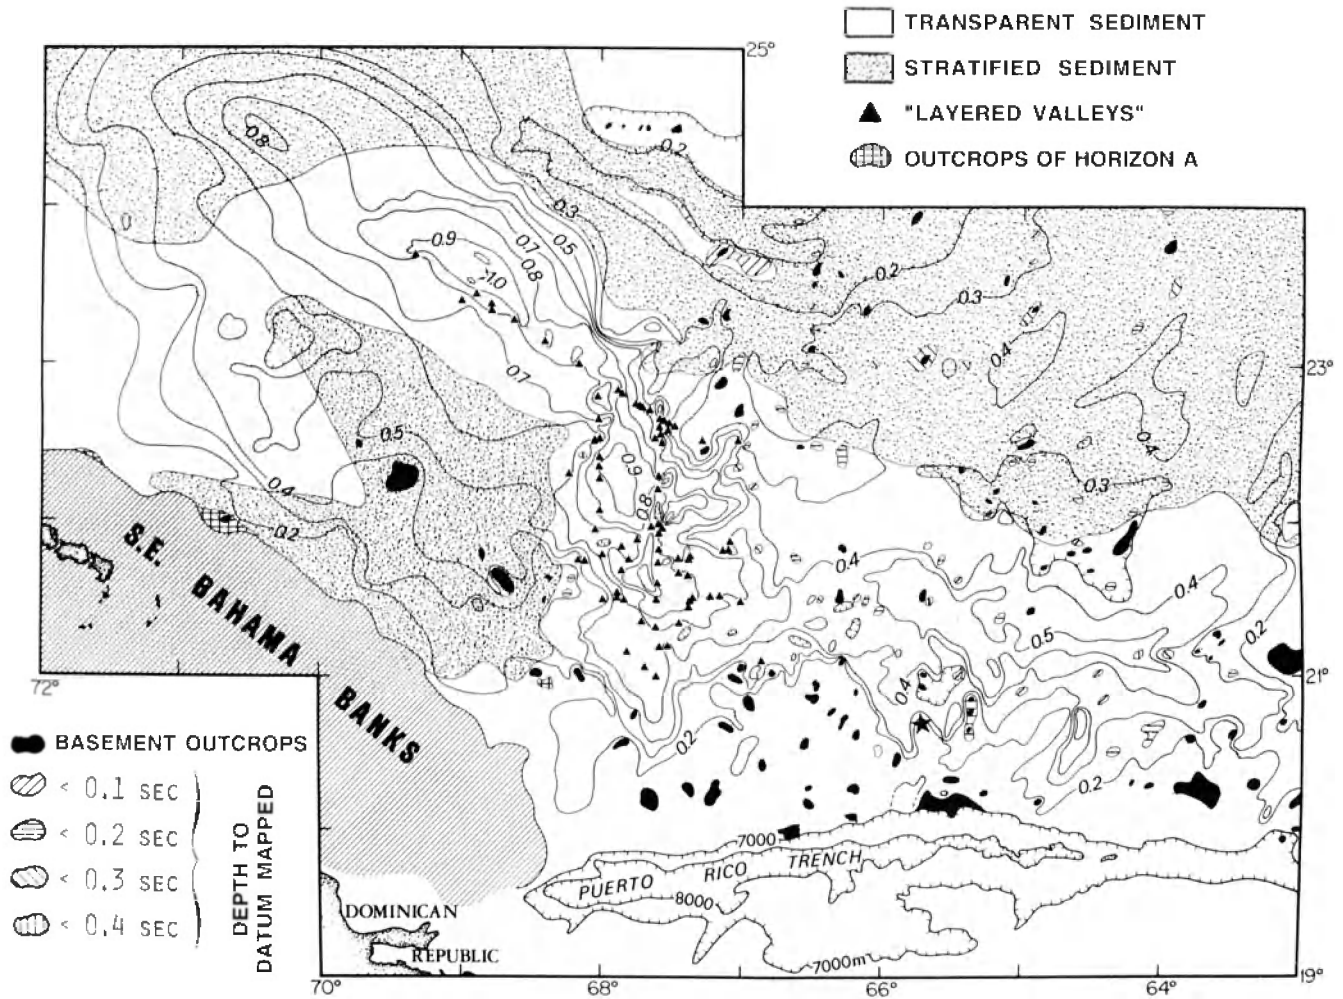 TRANSPARENT SEDIMENT
STRATIFIED SEDIMENT
"LAYERED VALLEYS"
OUTCROPS OF HORIZON A
25°
0.8
0.2
0.3
0
0.9
0.7
0.5
0.8
1.0
0.2
0.3
0.4
23°
0.7
0.5
0.9
0.4
0.4
0.3
0.8
0.2
S.E. BAHAMA BANKS
0.4
0.4
0.5
0.2
72°
21°
0.4
0.2
0.2
BASEMENT OUTCROPS
< 0.1 SEC
< 0.2 SEC
< 0.3 SEC
< 0.4 SEC
DEPTH TO
DATUM MAPPED
7000
PUERTO RICO TRENCH
8000
7000m
DOMINICAN
REPUBLIC
70°
68°
66°
64°
19°